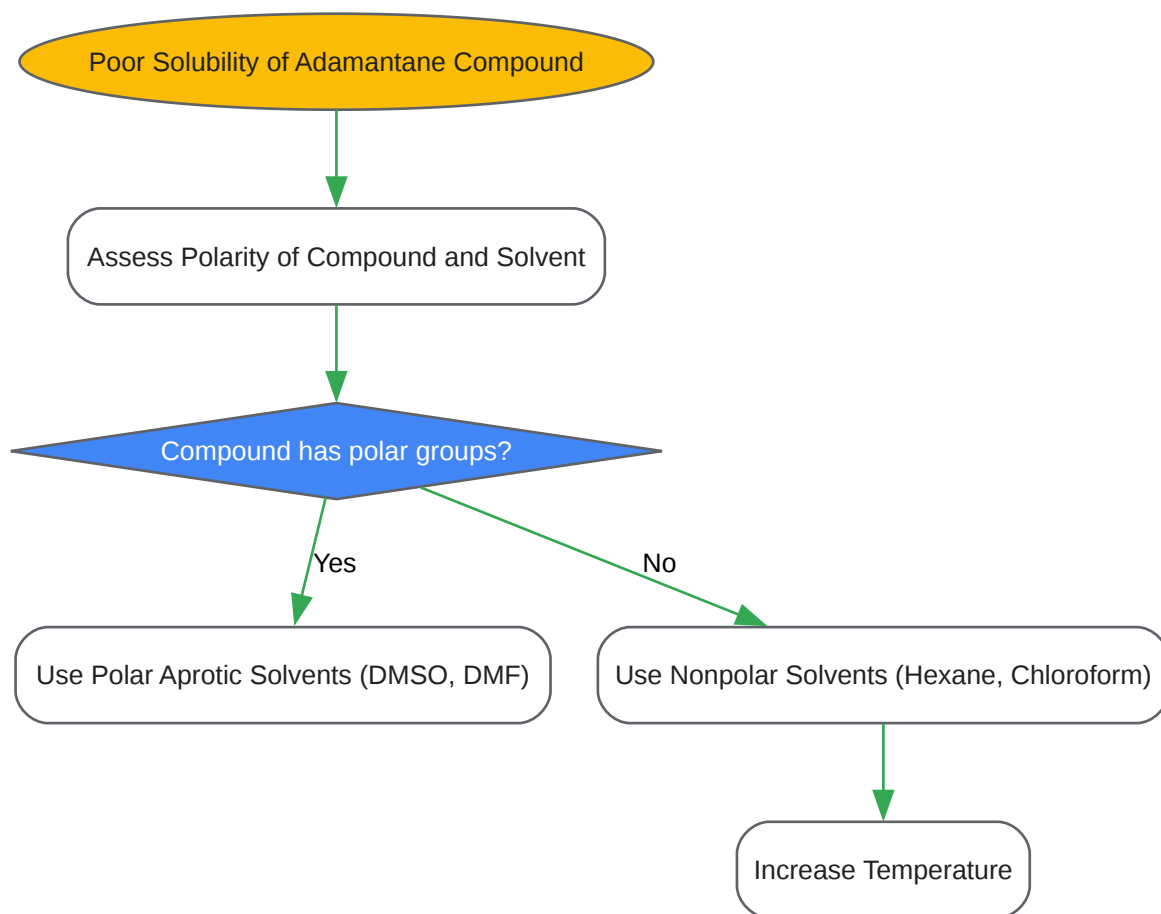 Poor Solubility of Adamantane Compound
Assess Polarity of Compound and Solvent
Compound has polar groups?
Yes
No
Use Polar Aprotic Solvents (DMSO, DMF)
Use Nonpolar Solvents (Hexane, Chloroform)
Increase Temperature